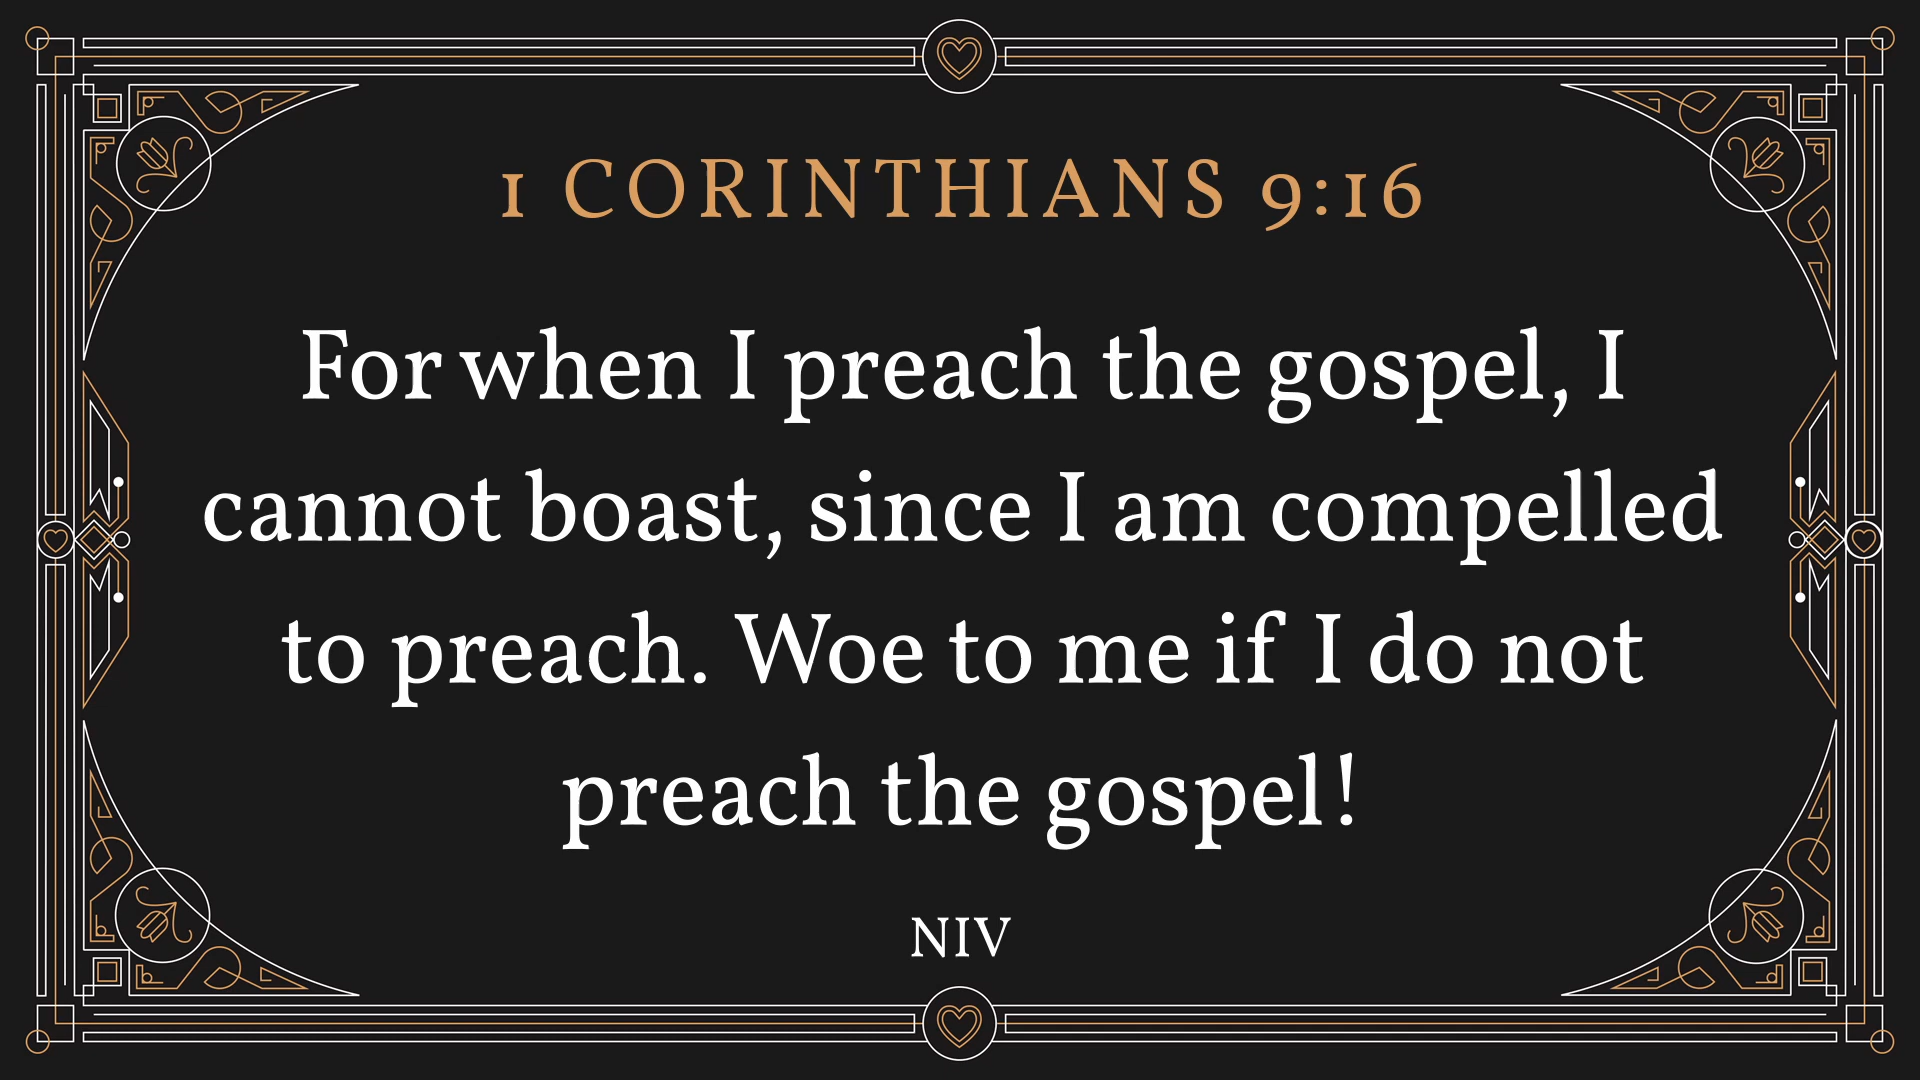 1 CORINTHIANS 9:16
For when I preach the gospel, I
cannot boast, since I am compelled
to preach. Woe to me if I do not
preach the gospel!
NIV